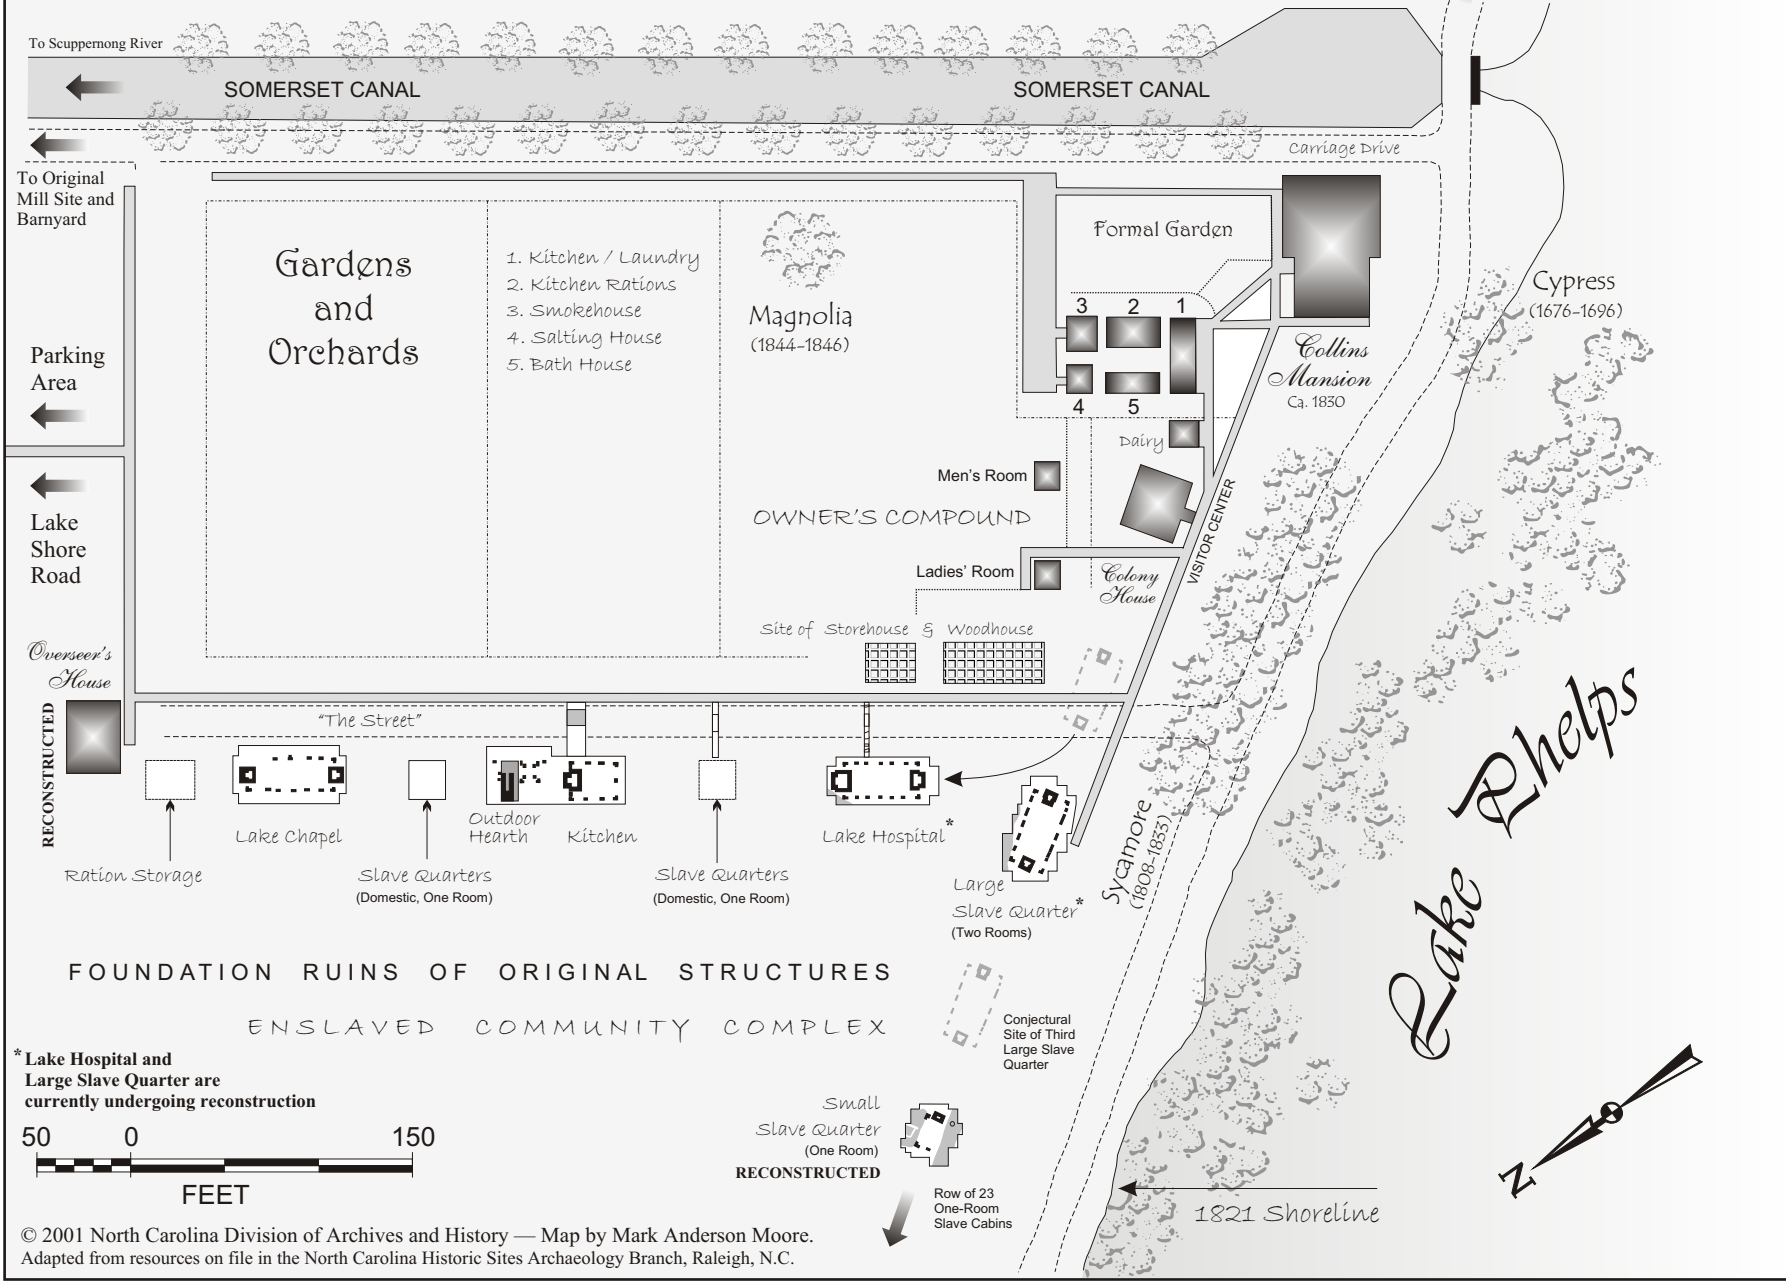 To Scuppernong River
SOMERSET CANAL
SOMERSET CANAL
Carriage Drive
To Original
Mill Site and
Barnyard
Gardens
and
Orchards
1. Kitchen / Laundry
2. Kitchen Rations
3. Smokehouse
4. Salting House
5. Bath House
Magnolia
(1844-1846)
Formal Garden
3
2
1
4
5
Cypress
(1676-1696)
Collins
Mansion
Ca. 1830
Parking
Area
Dairy
Men's Room
OWNER'S COMPOUND
VISITOR CENTER
Lake
Shore
Road
Ladies' Room
Colony
House
Site of Storehouse & Woodhouse
Overseer's
House
RECONSTRUCTED
"The Street"
Lake Phelps
Ration Storage
Lake Chapel
Slave Quarters
(Domestic, One Room)
Outdoor
Hearth
Kitchen
Slave Quarters
(Domestic, One Room)
Lake Hospital*
Large
Slave Quarter*
(Two Rooms)
Sycamore
(1808-1833)
FOUNDATION RUINS OF ORIGINAL STRUCTURES
ENSLAVED COMMUNITY COMPLEX
Conjectural
Site of Third
Large Slave
Quarter
*Lake Hospital and
Large Slave Quarter are
currently undergoing reconstruction
50 0 150
FEET
Small
Slave Quarter
(One Room)
RECONSTRUCTED
Row of 23
One-Room
Slave Cabins
1821 Shoreline
N
© 2001 North Carolina Division of Archives and History — Map by Mark Anderson Moore.
Adapted from resources on file in the North Carolina Historic Sites Archaeology Branch, Raleigh, N.C.